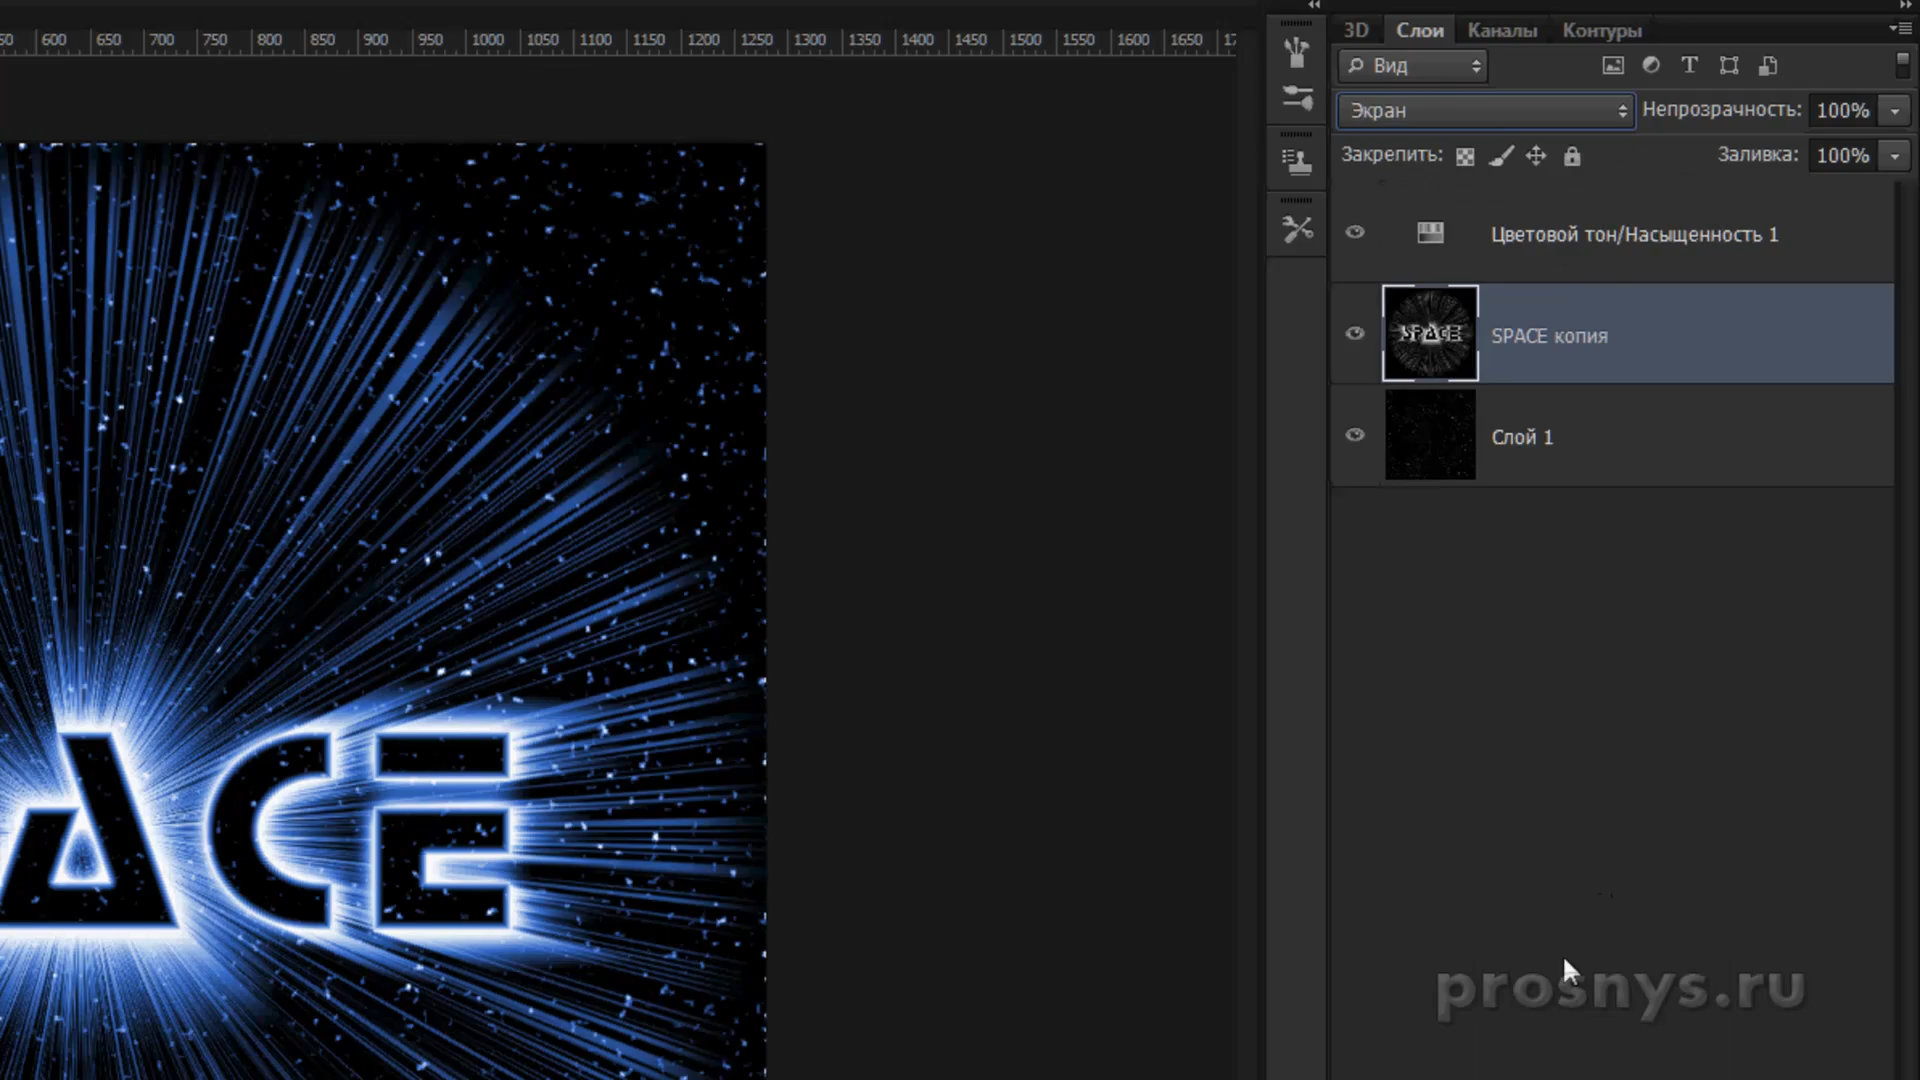 600 650 700 750 800 850 900 950 1000 1050 1100 1150 1200 1250 1300 1350 1400 1450 1500 1550 1600 1650
3D Слои Каналы Контуры
Вид
Экран Непрозрачность: 100%
Закрепить: Заливка: 100%
Цветовой тон/Насыщенность 1
SPACE
SPACE копия
Слой 1
ACE
prosnys.ru